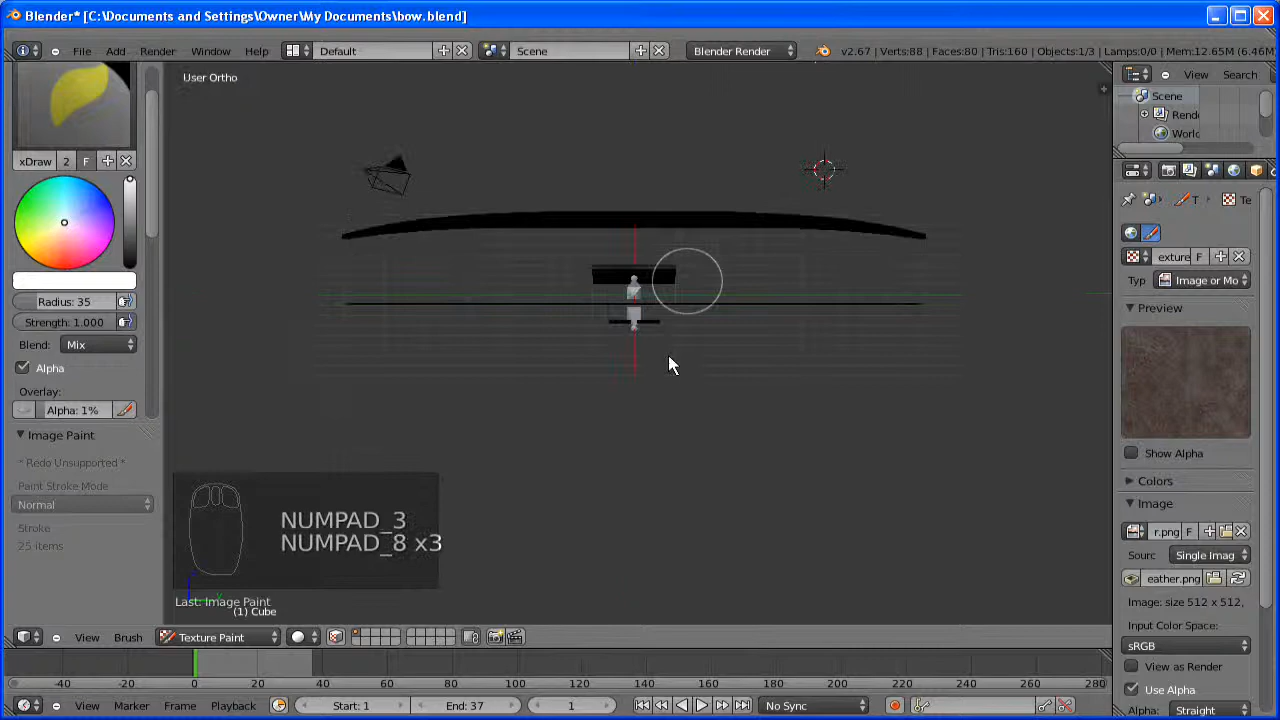 Blender* [C:\Documents and Settings\Owner\My Documents\bow.blend]
File Add Render Window Help Default Scene Blender Render v2.67 | Verts:88 | Faces:80 | Tris:160 | Objects:1/3 | Lamps:0/0 | Mem:12.65M (6.46M
User Ortho
View Search
Scene
Rende
World
xDraw 2 F
Radius: 35
Strength: 1.000
Blend: Mix
Alpha
Overlay:
Alpha: 1%
Image Paint
* Redo Unsupported *
Paint Stroke Mode
Normal
Stroke
25 items
NUMPAD_3
NUMPAD_8 x3
Last: Image Paint
(1) Cube
T Te
exture F
Typ Image or Mo
Preview
Show Alpha
Colors
Image
r.png F
Sourc Single Imag
eather.png
Image: size 512 x 512,
Input Color Space:
sRGB
View as Render
Use Alpha
Alpha: Straight
View Brush Texture Paint
-40 -20 0 20 40 60 80 100 120 140 160 180 200 220 240 260 280
View Marker Frame Playback Start: 1 End: 37 1 No Sync